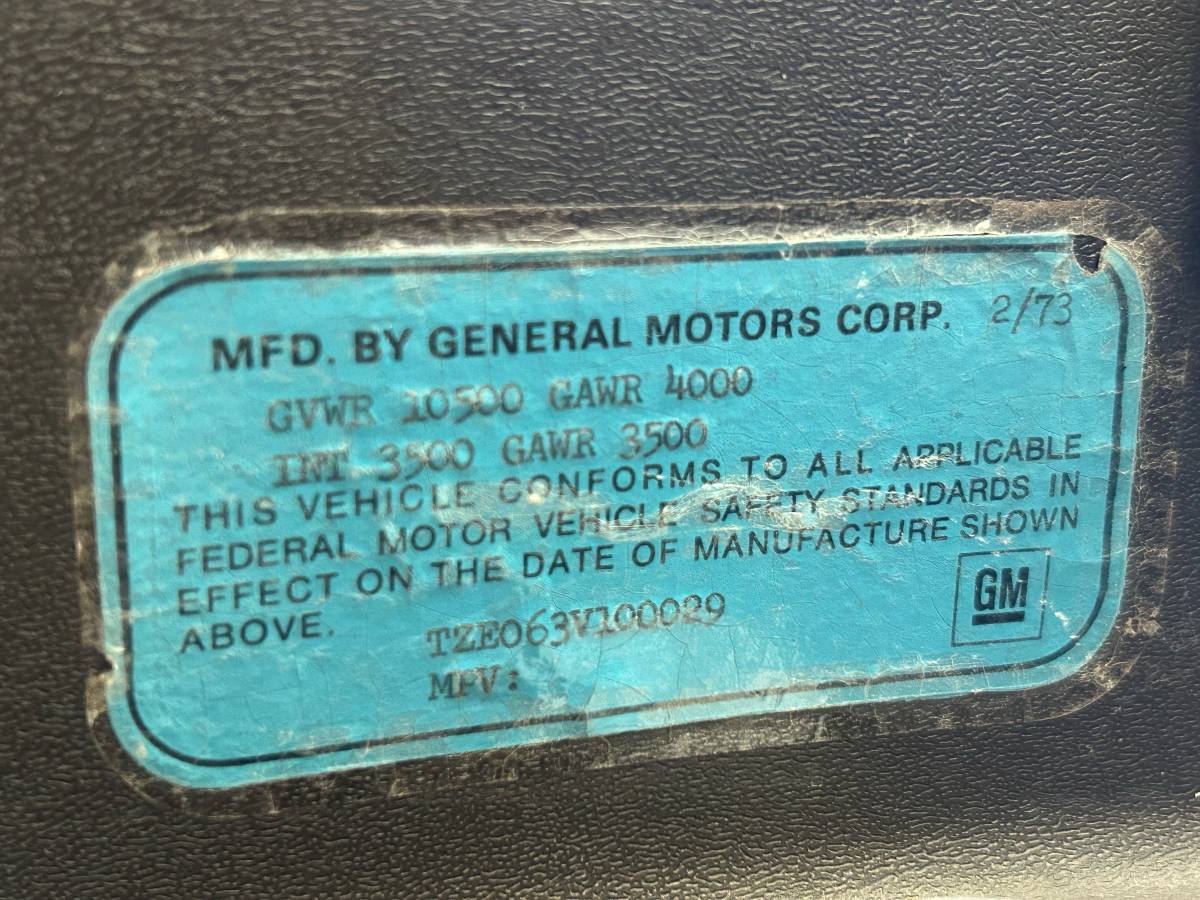 MFD. BY GENERAL MOTORS CORP. 2/73
GVWR 10500 GAWR 4000
INT 3500 GAWR 3500
THIS VEHICLE CONFORMS TO ALL APPLICABLE
FEDERAL MOTOR VEHICLE SAFETY STANDARDS IN
EFFECT ON THE DATE OF MANUFACTURE SHOWN
ABOVE.
TZE063V100029
MPV:
GM